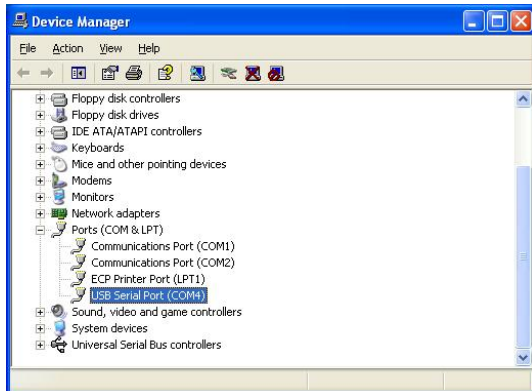 Device Manager
File Action View Help
Floppy disk controllers
Floppy disk drives
IDE ATA/ATAPI controllers
Keyboards
Mice and other pointing devices
Modems
Monitors
Network adapters
Ports (COM & LPT)
Communications Port (COM1)
Communications Port (COM2)
ECP Printer Port (LPT1)
USB Serial Port (COM4)
Sound, video and game controllers
System devices
Universal Serial Bus controllers